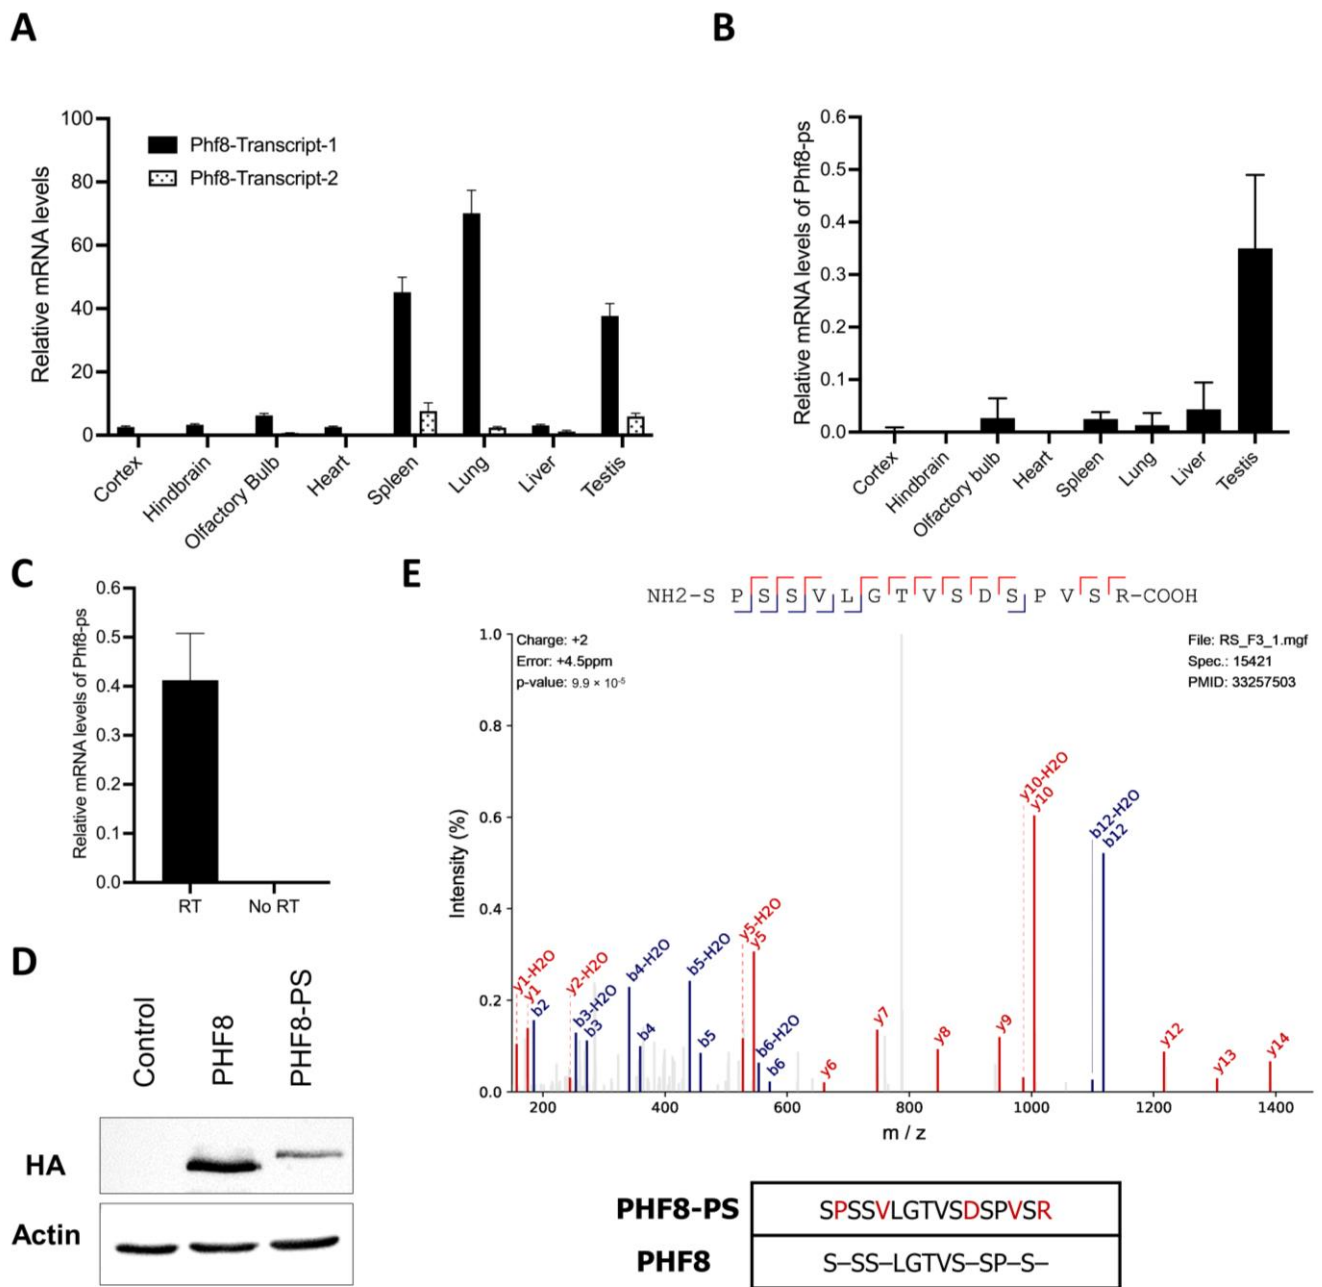 A
Relative mRNA levels
100
80
60
40
20
0
Phf8-Transcript-1
Phf8-Transcript-2
Cortex
Hindbrain
Olfactory Bulb
Heart
Spleen
Lung
Liver
Testis
B
Relative mRNA levels of Phf8-ps
0.6
0.5
0.4
0.3
0.2
0.1
0.0
Cortex
Hindbrain
Olfactory bulb
Heart
Spleen
Lung
Liver
Testis
C
Relative mRNA levels of Phf8-ps
0.6
0.5
0.4
0.3
0.2
0.1
0.0
RT
No RT
D
Control
PHF8
PHF8-PS
HA
Actin
E
NH2-S P S S V L G T V S D S P V S R-COOH
Charge: +2
Error: +4.5ppm
p-value: 9.9 × 10⁻⁵
File: RS_F3_1.mgf
Spec.: 15421
PMID: 33257503
Intensity (%)
1.0
0.8
0.6
0.4
0.2
0.0
y1-H2O
y1
b2
y2-H2O
b3-H2O
b3
b4-H2O
b4
b5-H2O
b5
y5-H2O
y5
b6-H2O
b6
y6
y7
y8
y9
y10-H2O
y10
b12-H2O
b12
y12
y13
y14
200
400
600
800
1000
1200
1400
m / z
PHF8-PS
SPSSVLGTVSDSPVSR
PHF8
S–SS–LGTVS–SP–S–